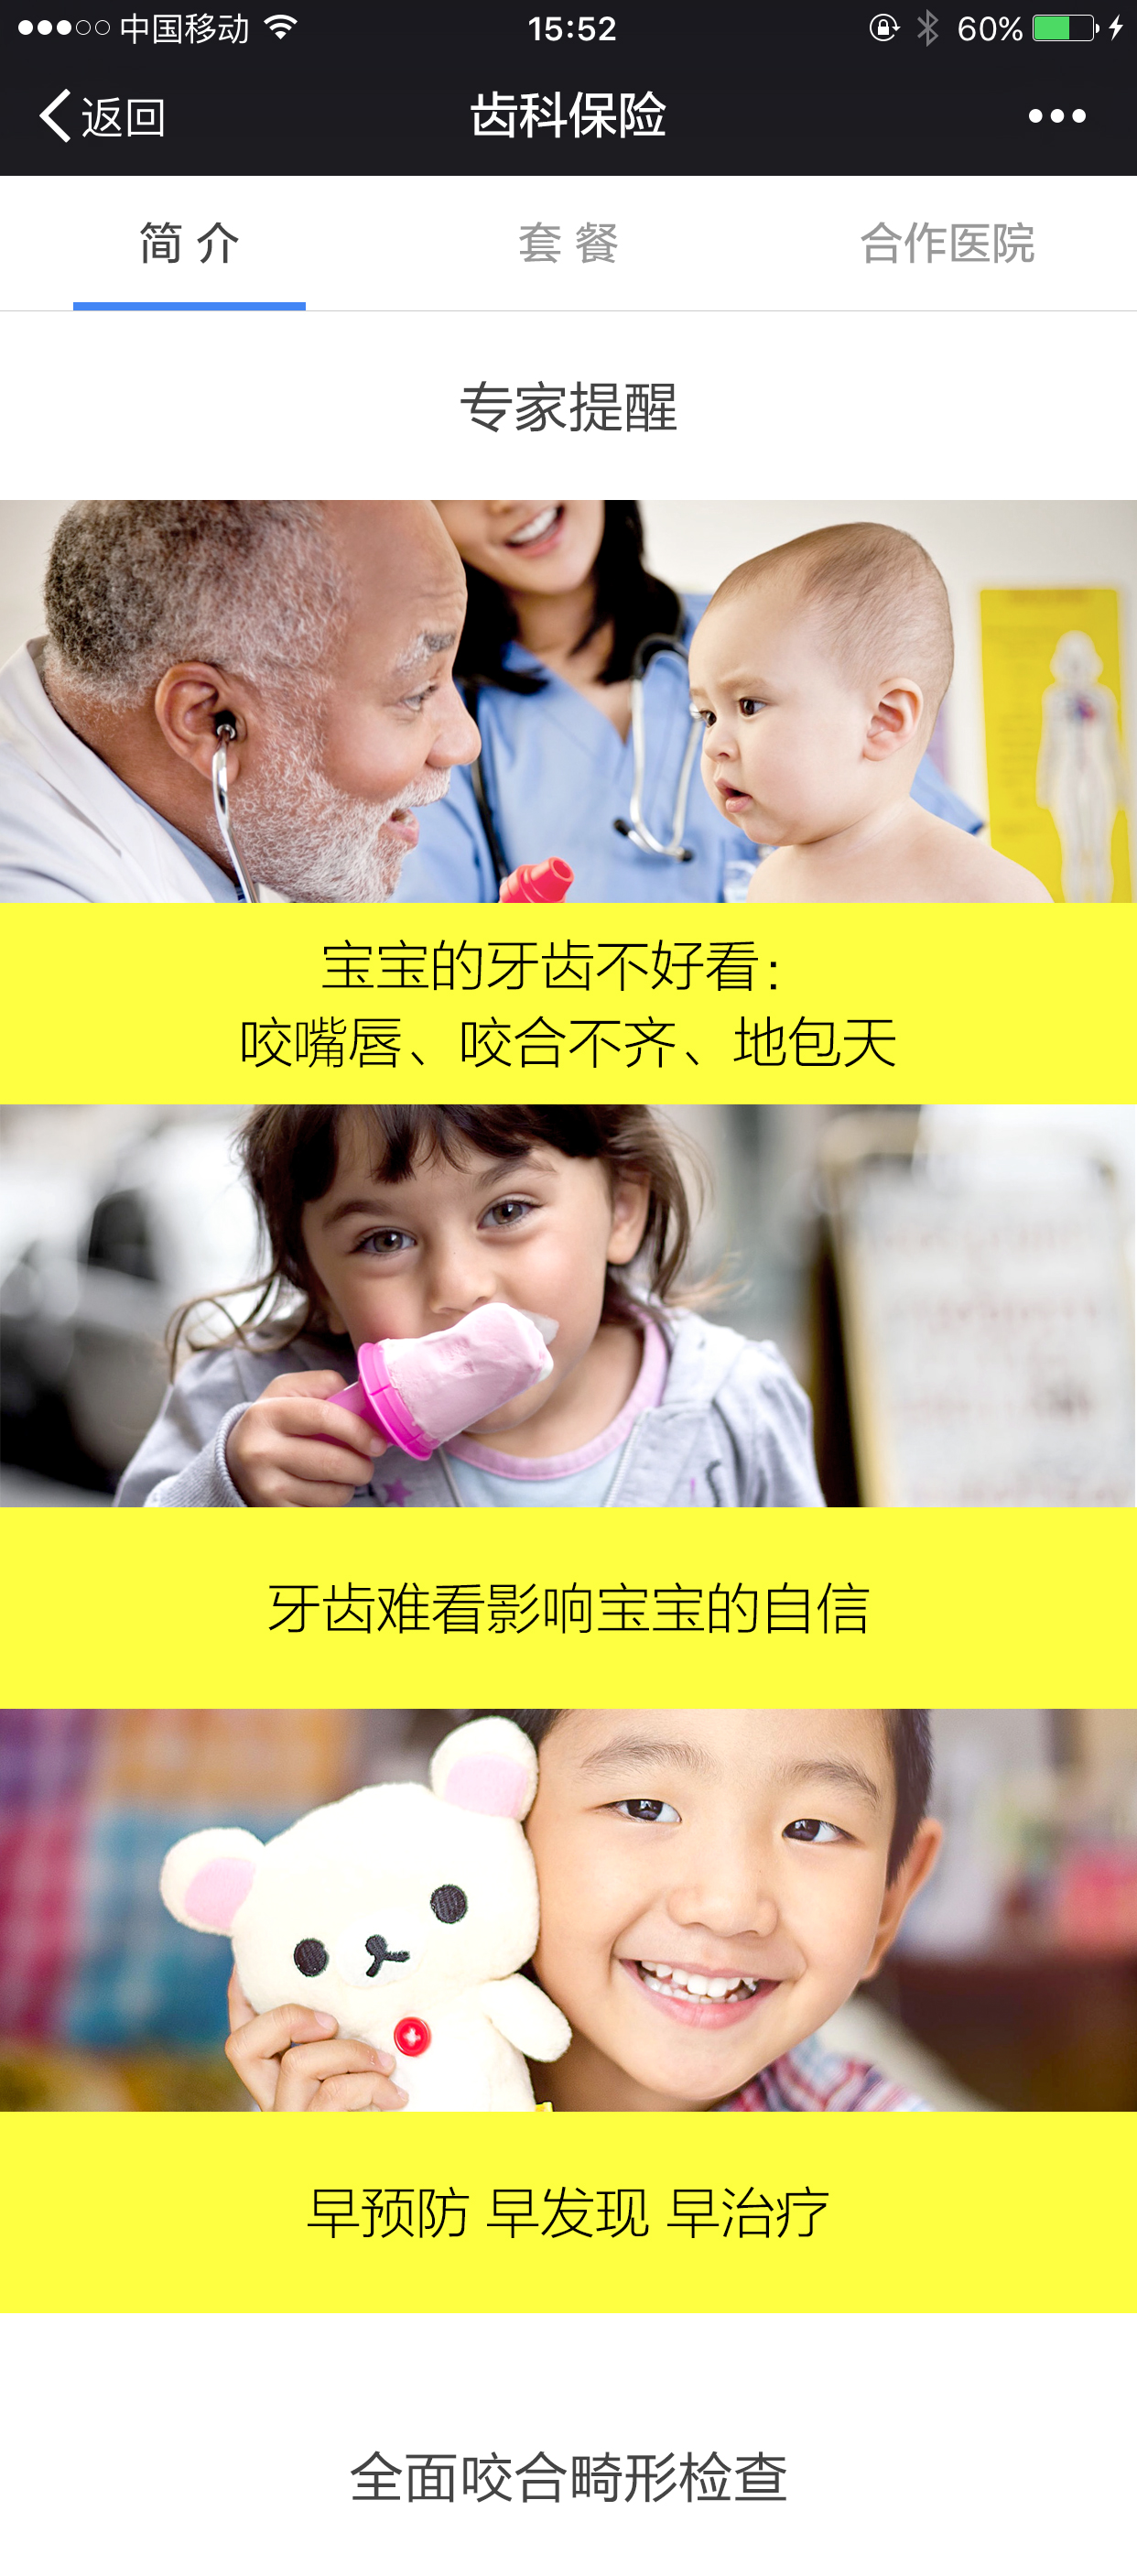 中国移动
15:52
60%
返回
齿科保险
简 介
套 餐
合作医院
专家提醒
宝宝的牙齿不好看：
咬嘴唇、咬合不齐、地包天
牙齿难看影响宝宝的自信
早预防 早发现 早治疗
全面咬合畸形检查